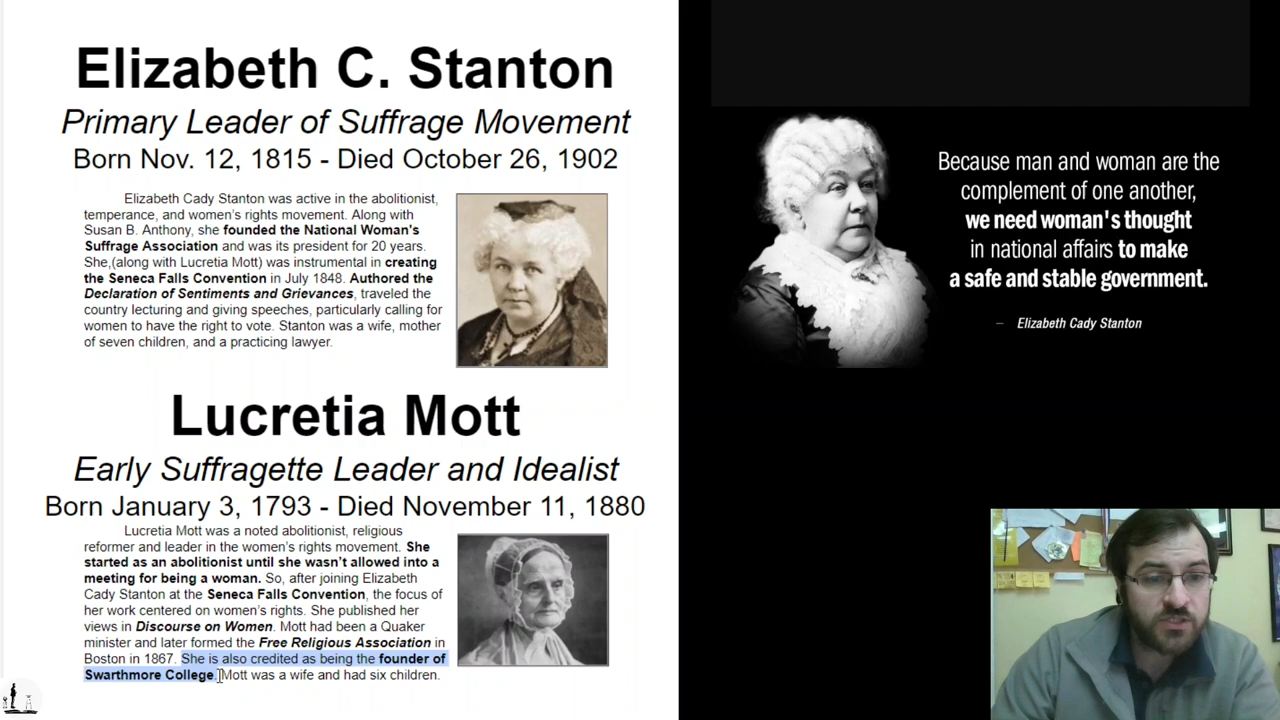 Elizabeth C. Stanton
Primary Leader of Suffrage Movement
Born Nov. 12, 1815 - Died October 26, 1902
Elizabeth Cady Stanton was active in the abolitionist,
temperance, and women's rights movement. Along with
Susan B. Anthony, she founded the National Woman's
Suffrage Association and was its president for 20 years.
She,(along with Lucretia Mott) was instrumental in creating
the Seneca Falls Convention in July 1848. Authored the
Declaration of Sentiments and Grievances, traveled the
country lecturing and giving speeches, particularly calling for
women to have the right to vote. Stanton was a wife, mother
of seven children, and a practicing lawyer.
Lucretia Mott
Early Suffragette Leader and Idealist
Born January 3, 1793 - Died November 11, 1880
Lucretia Mott was a noted abolitionist, religious
reformer and leader in the women's rights movement. She
started as an abolitionist until she wasn't allowed into a
meeting for being a woman. So, after joining Elizabeth
Cady Stanton at the Seneca Falls Convention, the focus of
her work centered on women's rights. She published her
views in Discourse on Women. Mott had been a Quaker
minister and later formed the Free Religious Association in
Boston in 1867. She is also credited as being the founder of
Swarthmore College. Mott was a wife and had six children.
Because man and woman are the
complement of one another,
we need woman's thought
in national affairs to make
a safe and stable government.
– Elizabeth Cady Stanton